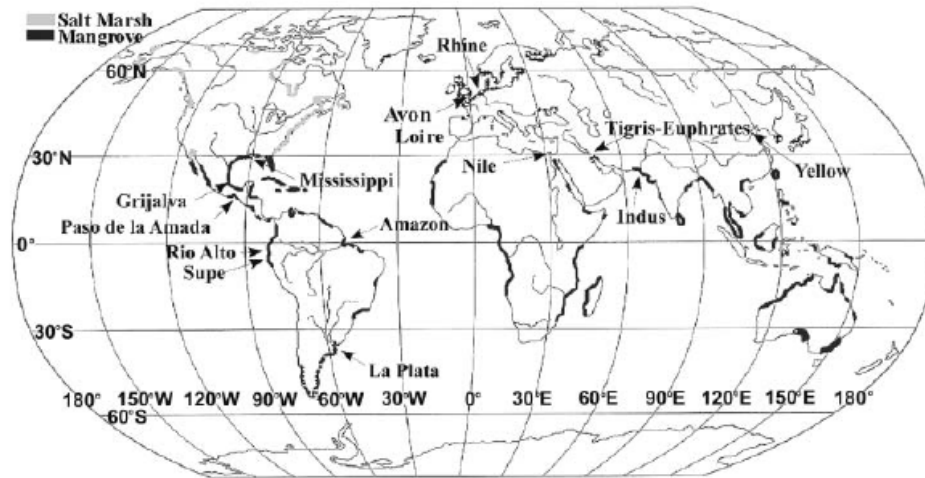 Salt Marsh
Mangrove
Rhine
60°N
Avon
Loire
Tigris-Euphrates
30°N
Nile
Yellow
Mississippi
Grijalva
Indus
Paso de la Amada
Amazon
0°
Rio Alto
Supe
30°S
La Plata
180° 120°W 90°W 60°W 30°W 0° 30°E 60°E 90°E 120°E 180°
60°S